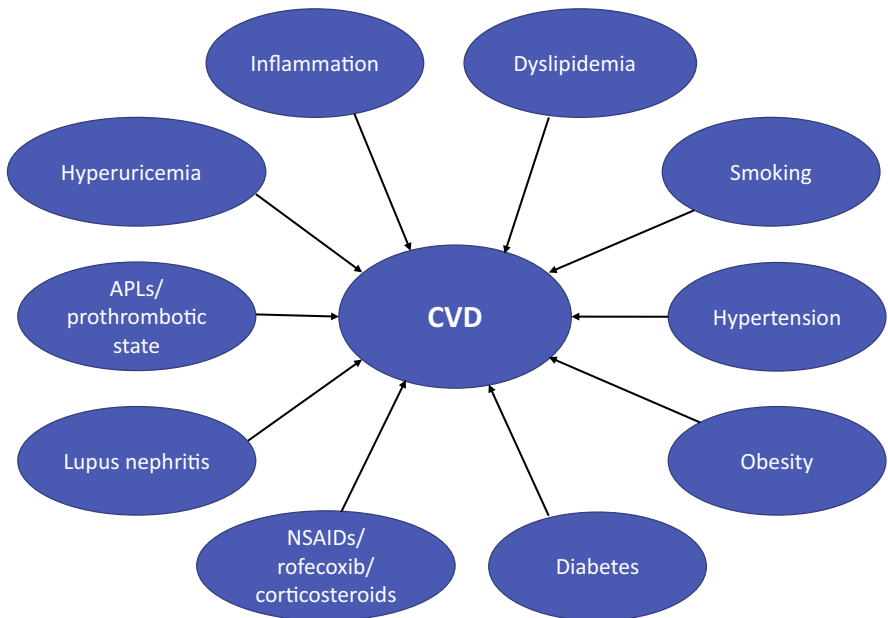 Inflammation
Dyslipidemia
Hyperuricemia
Smoking
APLs/
prothrombotic
state
CVD
Hypertension
Lupus nephritis
Obesity
NSAIDs/
rofecoxib/
corticosteroids
Diabetes